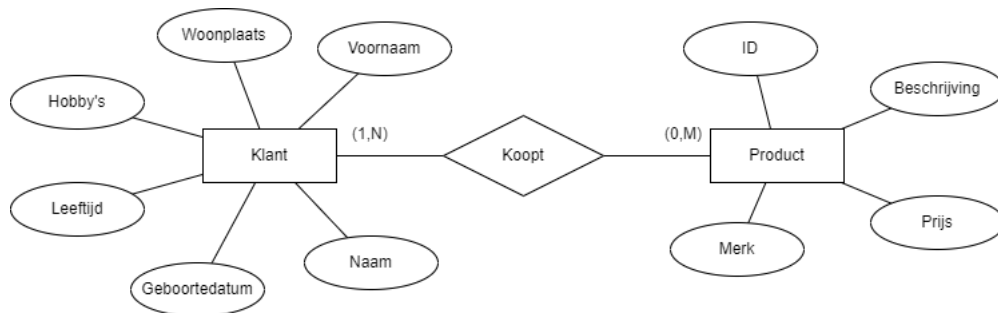 Woonplaats
Voornaam
Hobby's
Klant
(1,N)
Leeftijd
Geboortedatum
Naam
Koopt
ID
Beschrijving
(0,M)
Product
Merk
Prijs